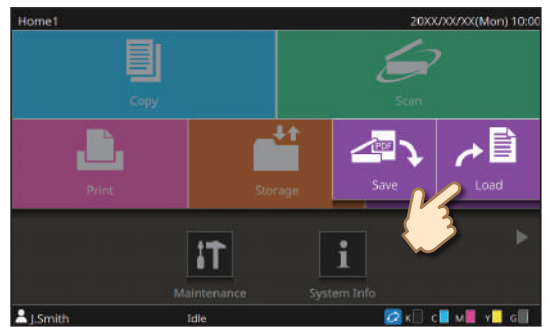 Home1 20XX/XX/XX(Mon) 10:00
Copy Scan
PDF
Print Storage Save Load
Maintenance System Info
J.Smith Idle K C M Y G